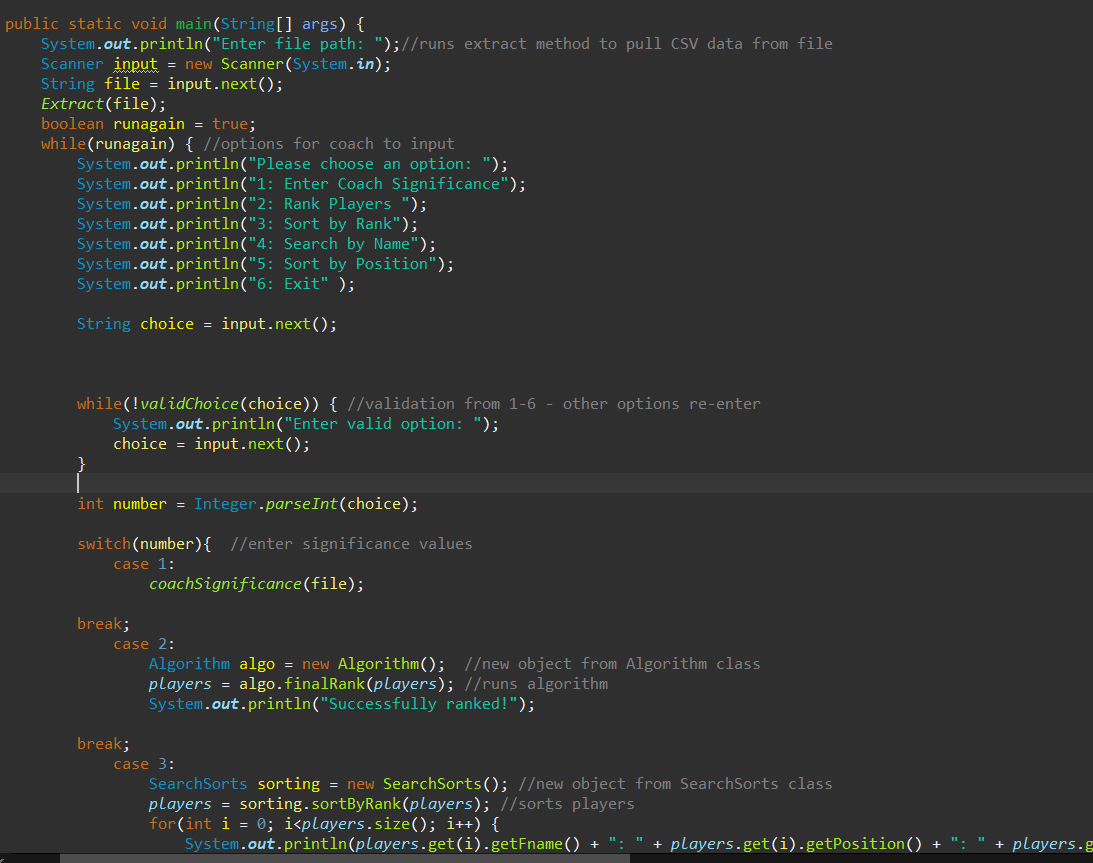 public static void main(String[] args) {
System.out.println("Enter file path: ");//runs extract method to pull CSV data from file
Scanner input = new Scanner(System.in);
String file = input.next();
Extract(file);
boolean runagain = true;
while(runagain) { //options for coach to input
System.out.println("Please choose an option: ");
System.out.println("1: Enter Coach Significance");
System.out.println("2: Rank Players ");
System.out.println("3: Sort by Rank");
System.out.println("4: Search by Name");
System.out.println("5: Sort by Position");
System.out.println("6: Exit" );
String choice = input.next();
while(!validChoice(choice)) { //validation from 1-6 - other options re-enter
System.out.println("Enter valid option: ");
choice = input.next();
}
int number = Integer.parseInt(choice);
switch(number){  //enter significance values
case 1:
coachSignificance(file);
break;
case 2:
Algorithm algo = new Algorithm();  //new object from Algorithm class
players = algo.finalRank(players); //runs algorithm
System.out.println("Successfully ranked!");
break;
case 3:
SearchSorts sorting = new SearchSorts(); //new object from SearchSorts class
players = sorting.sortByRank(players); //sorts players
for(int i = 0; i<players.size(); i++) {
System.out.println(players.get(i).getFname() + ": " + players.get(i).getPosition() + ": " + players.g